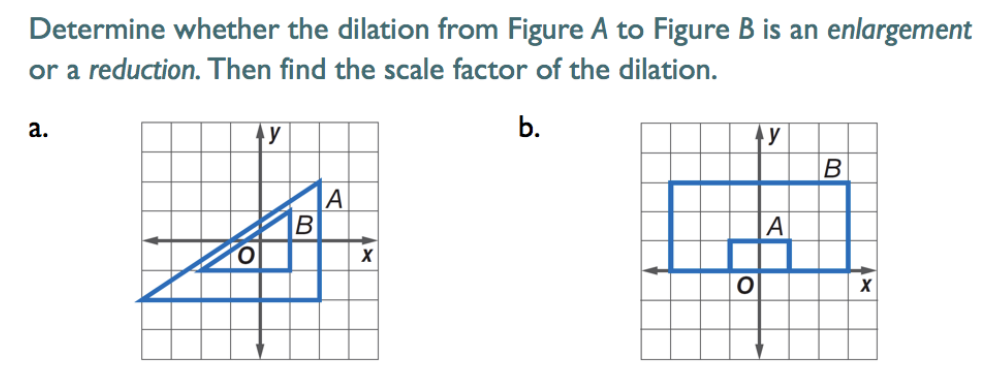 Determine whether the dilation from Figure A to Figure B is an enlargement
or a reduction. Then find the scale factor of the dilation.
a.
y
A
B
O
x
b.
y
B
A
O
x